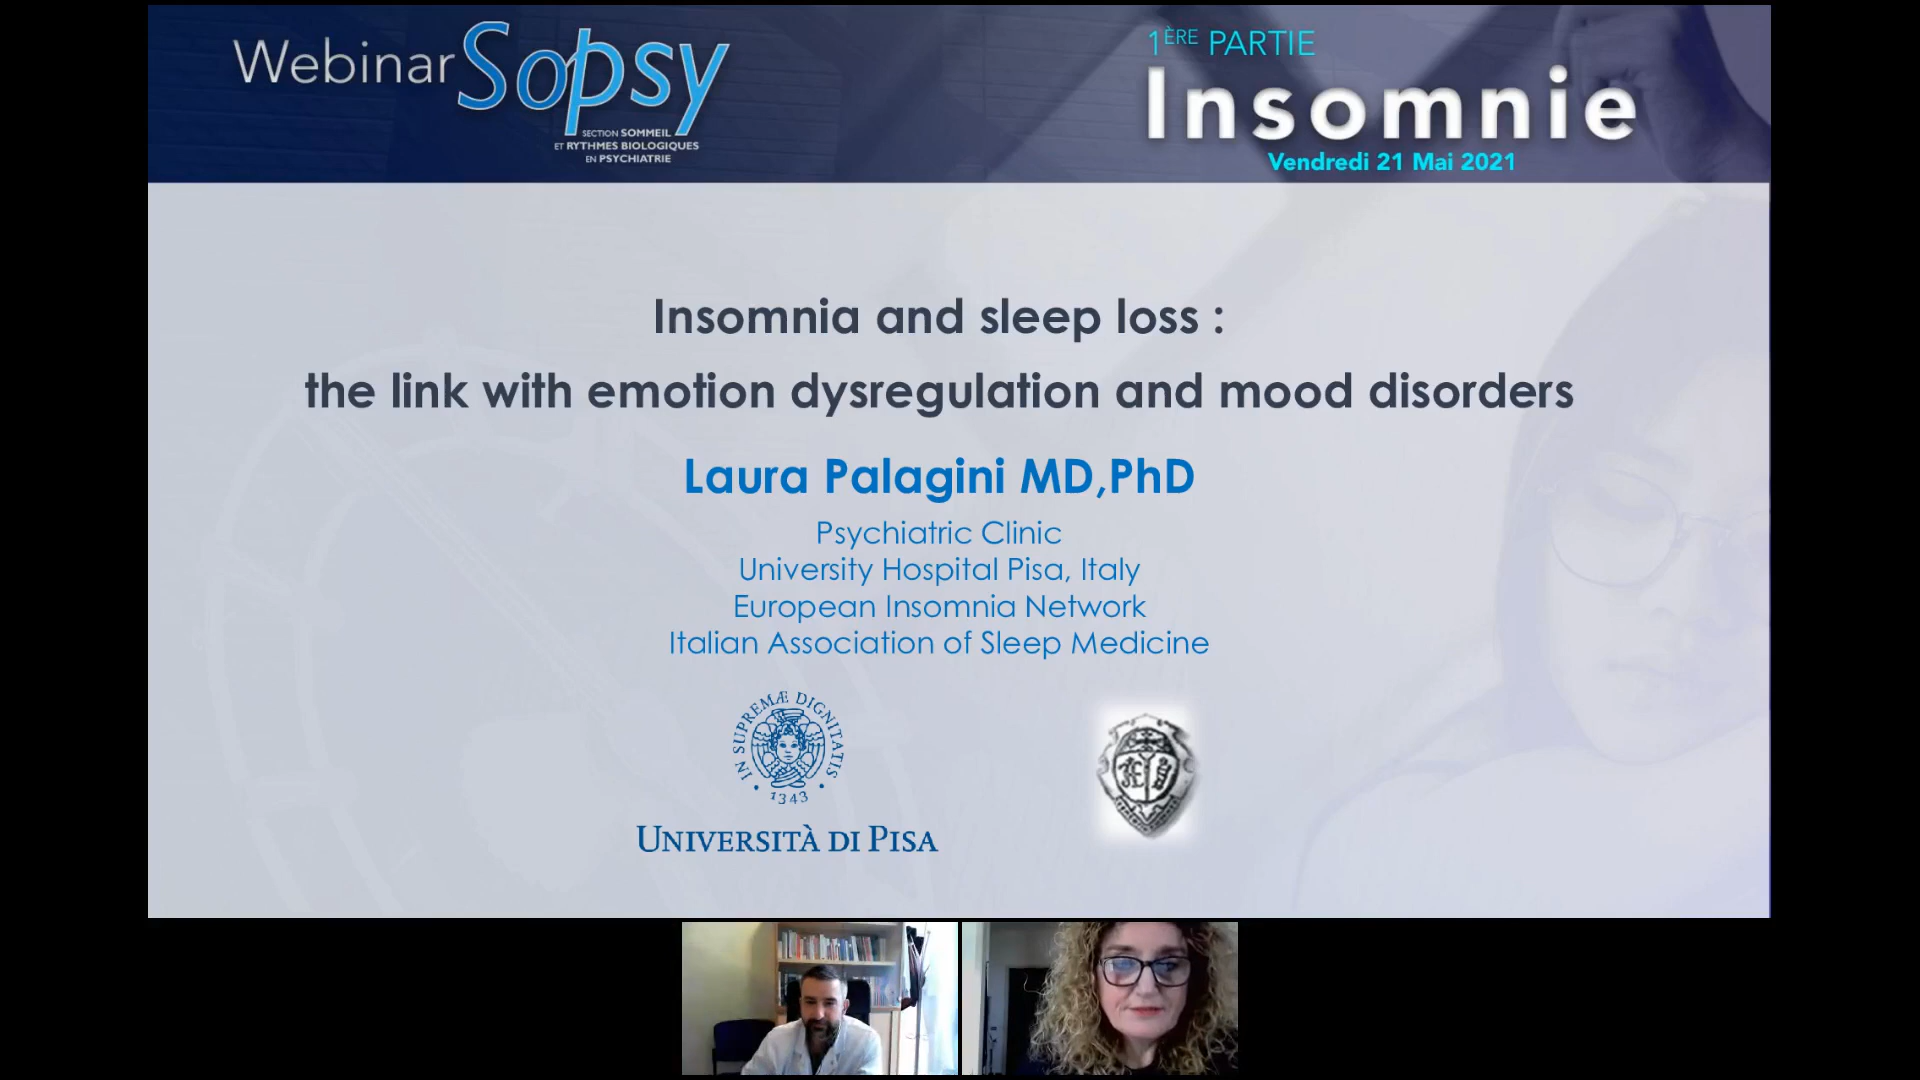 Webinar Sopsy
SECTION SOMMEIL
ET RYTHMES BIOLOGIQUES
EN PSYCHIATRIE
1ÈRE PARTIE
Insomnie
Vendredi 21 Mai 2021
Insomnia and sleep loss :
the link with emotion dysregulation and mood disorders
Laura Palagini MD,PhD
Psychiatric Clinic
University Hospital Pisa, Italy
European Insomnia Network
Italian Association of Sleep Medicine
IN SUPREMÆ DIGNITATIS
1343
UNIVERSITÀ DI PISA